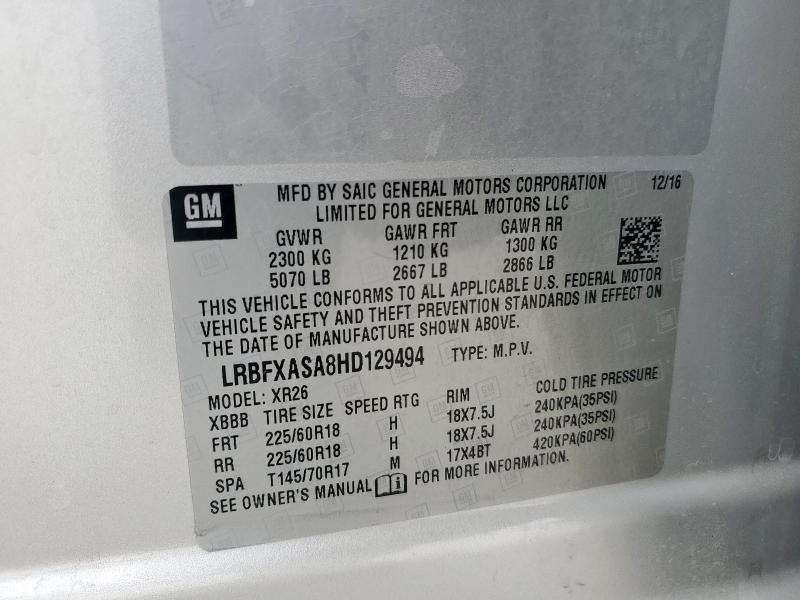 GM
MFD BY SAIC GENERAL MOTORS CORPORATION 12/16
LIMITED FOR GENERAL MOTORS LLC
GVWR GAWR FRT GAWR RR
2300 KG 1210 KG 1300 KG
5070 LB 2667 LB 2866 LB
THIS VEHICLE CONFORMS TO ALL APPLICABLE U.S. FEDERAL MOTOR
VEHICLE SAFETY AND THEFT PREVENTION STANDARDS IN EFFECT ON
THE DATE OF MANUFACTURE SHOWN ABOVE.
LRBFXASA8HD129494 TYPE: M.P.V.
MODEL: XR26
XBBB TIRE SIZE SPEED RTG RIM COLD TIRE PRESSURE
FRT 225/60R18 H 18X7.5J 240KPA(35PSI)
RR 225/60R18 H 18X7.5J 240KPA(35PSI)
SPA T145/70R17 M 17X4BT 420KPA(60PSI)
SEE OWNER'S MANUAL FOR MORE INFORMATION.